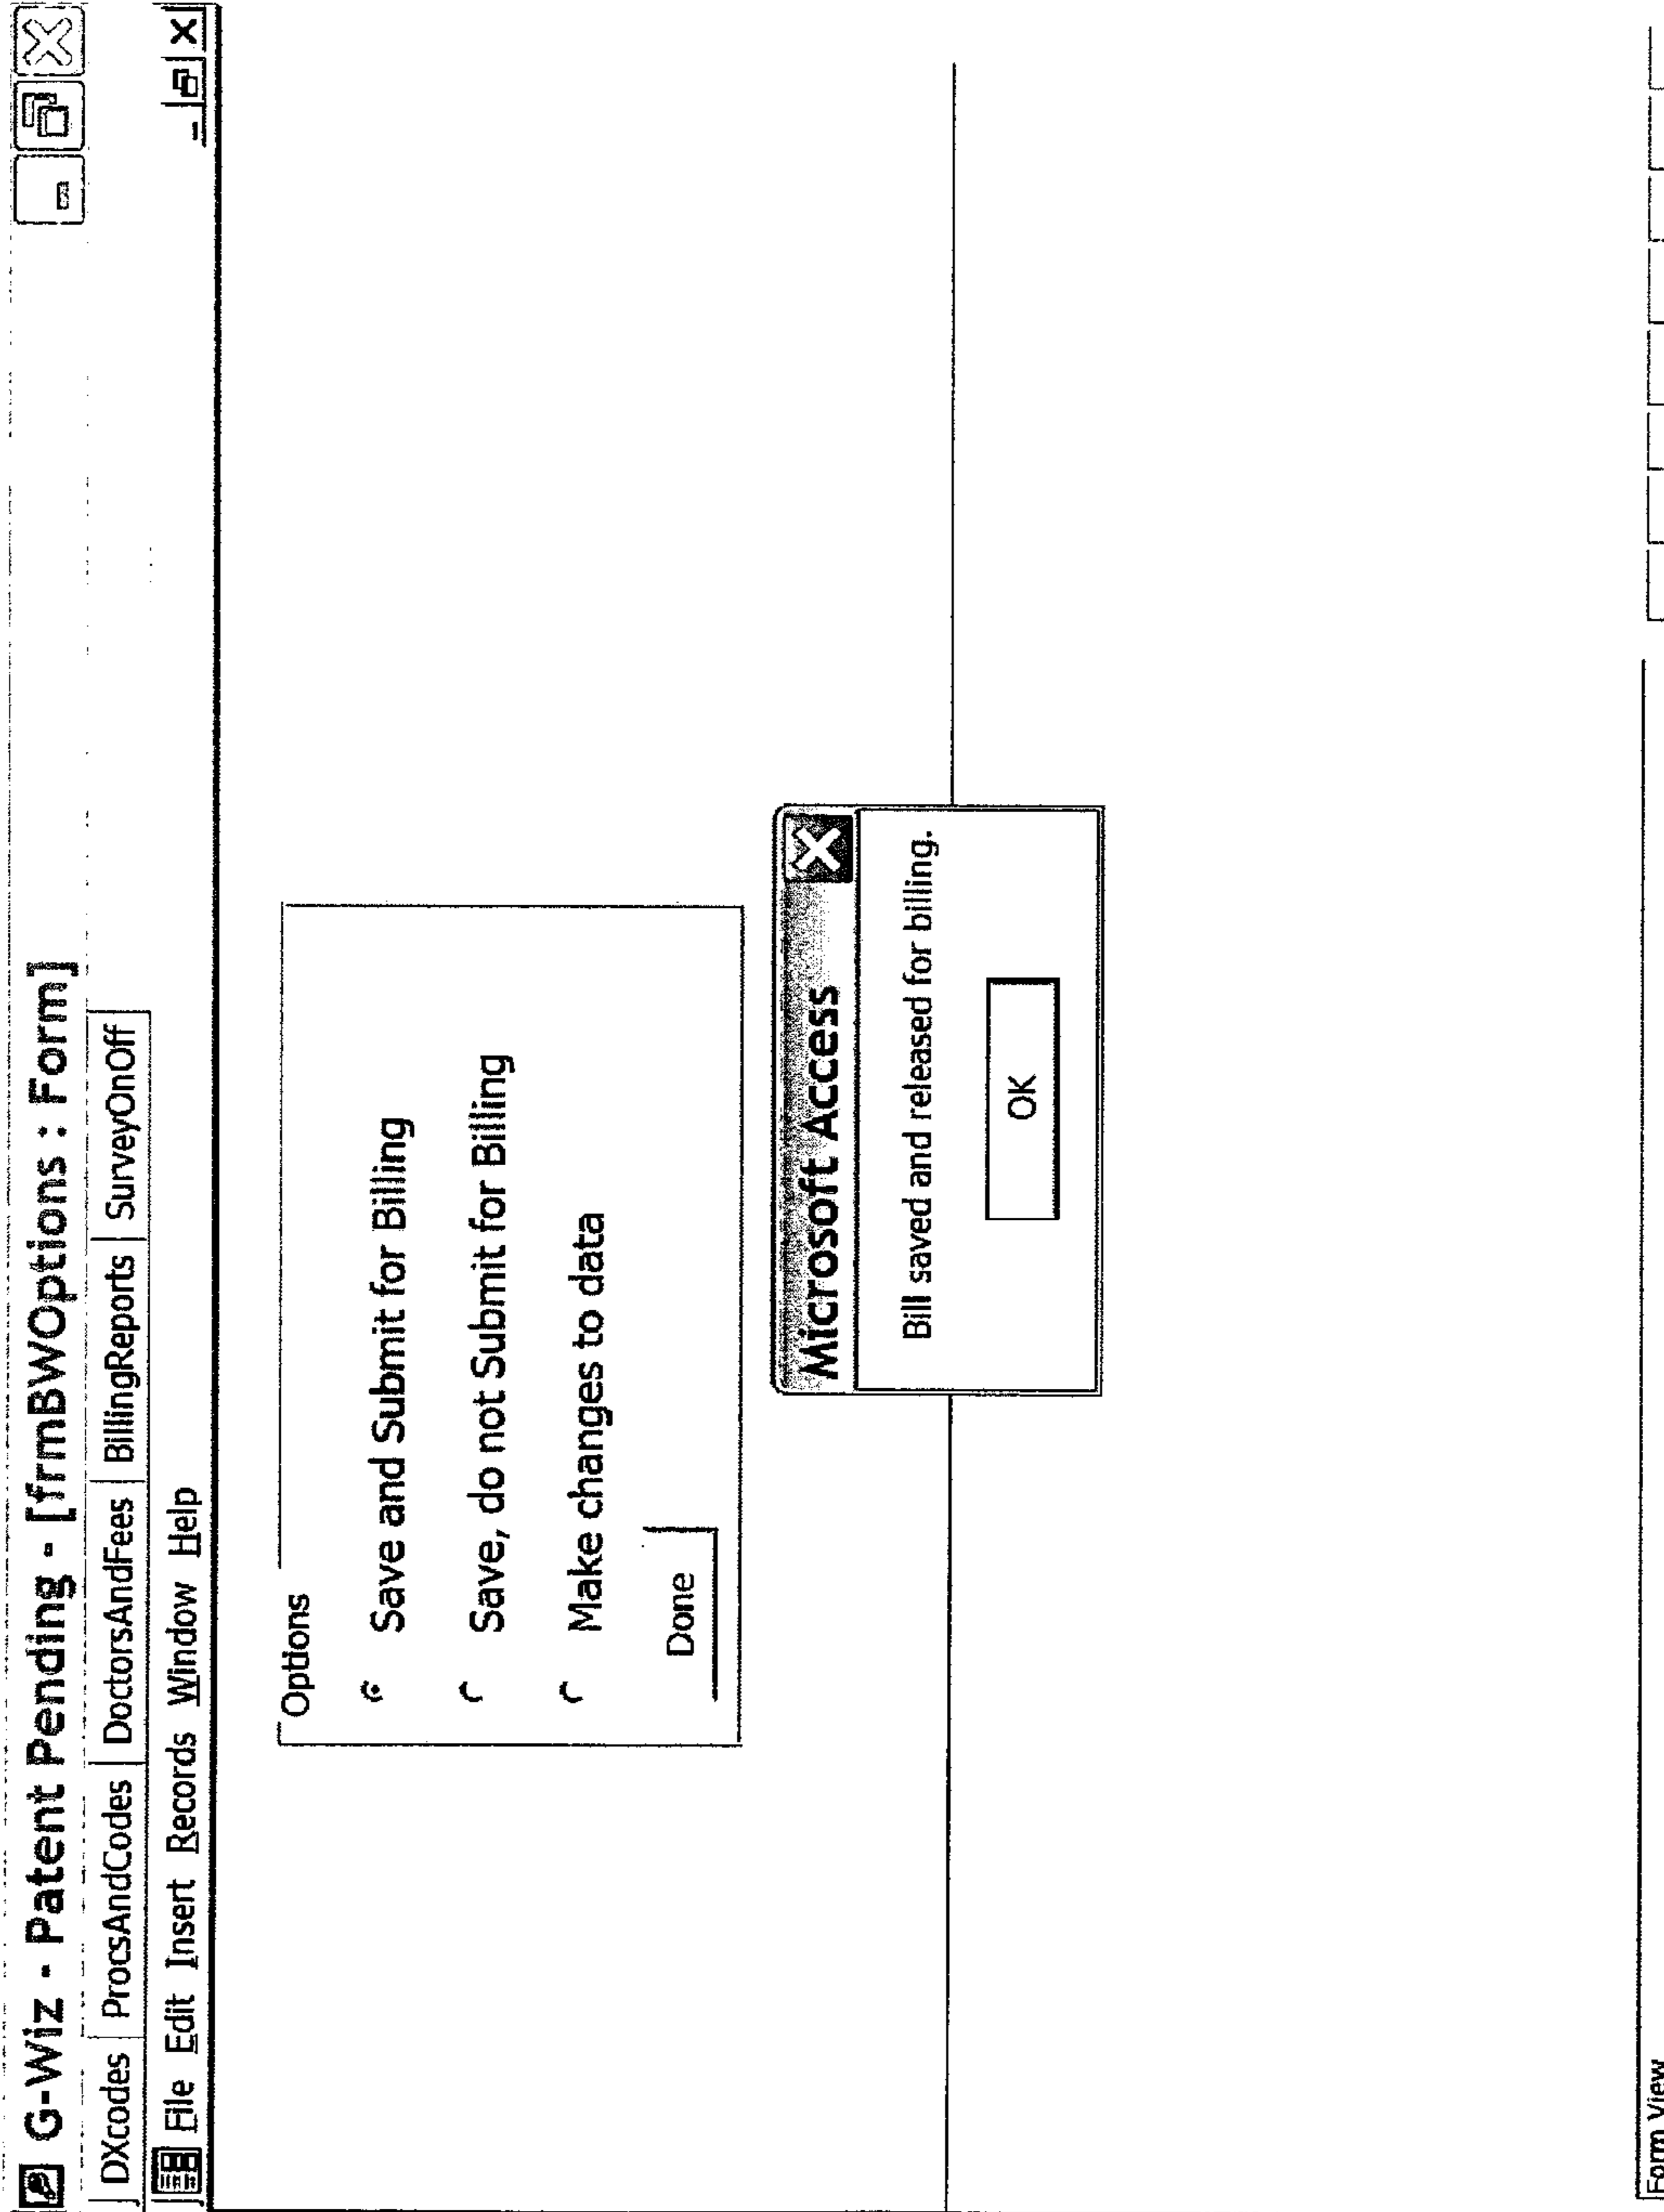 G-Wiz - Patent Pending - [frmBWOptions : Form]
DXcodes ProcsAndCodes DoctorsAndFees BillingReports SurveyOnOff
File Edit Insert Records Window Help
Options
Save and Submit for Billing
Save, do not Submit for Billing
Make changes to data
Done
Microsoft Access
Bill saved and released for billing.
OK
Form View